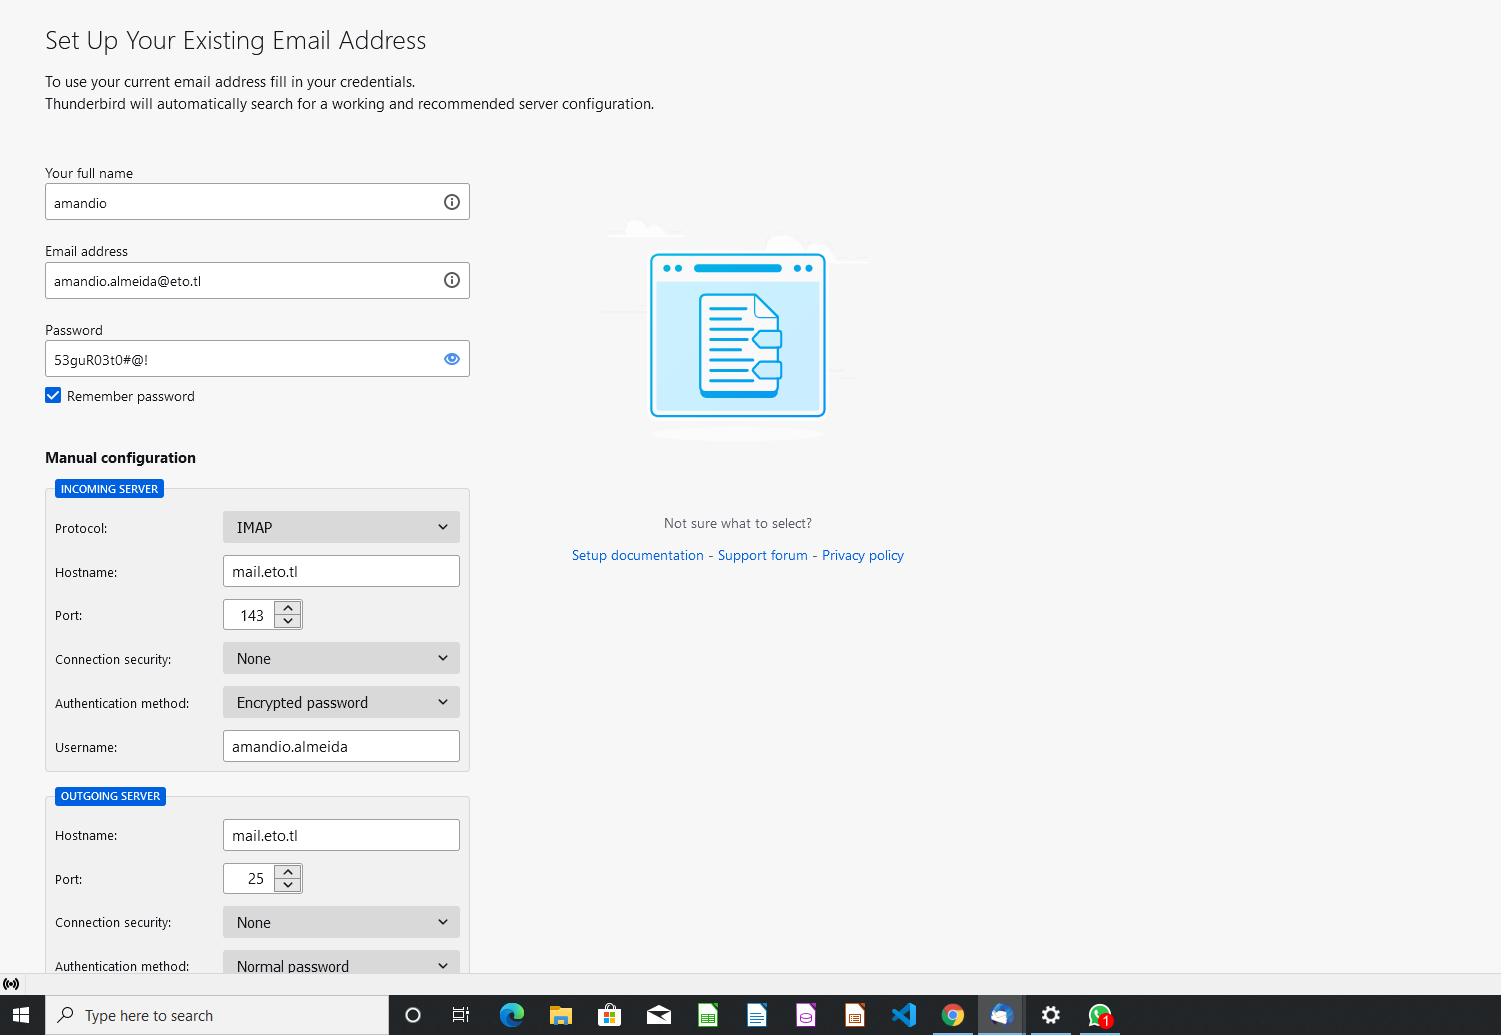 Set Up Your Existing Email Address
To use your current email address fill in your credentials.
Thunderbird will automatically search for a working and recommended server configuration.
Your full name
amandio
Email address
amandio.almeida@eto.tl
Password
53guR03t0#@!
Remember password
Manual configuration
INCOMING SERVER
Protocol: IMAP
Hostname: mail.eto.tl
Port: 143
Connection security: None
Authentication method: Encrypted password
Username: amandio.almeida
OUTGOING SERVER
Hostname: mail.eto.tl
Port: 25
Connection security: None
Authentication method: Normal password
Not sure what to select?
Setup documentation - Support forum - Privacy policy
Type here to search
1